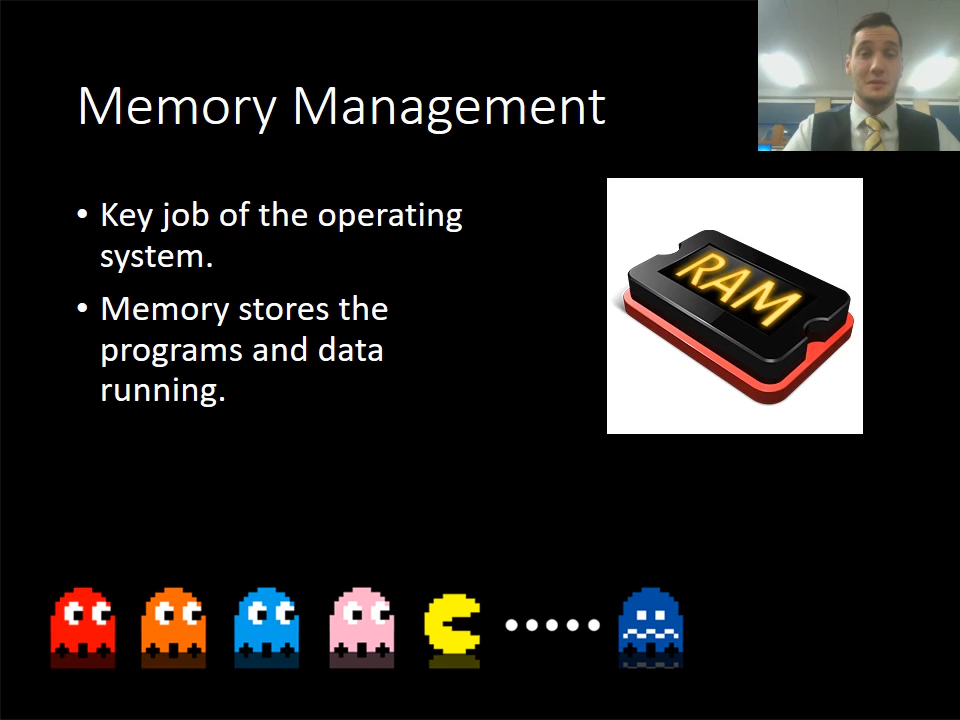 Memory Management
• Key job of the operating
system.
• Memory stores the
programs and data
running.
RAM